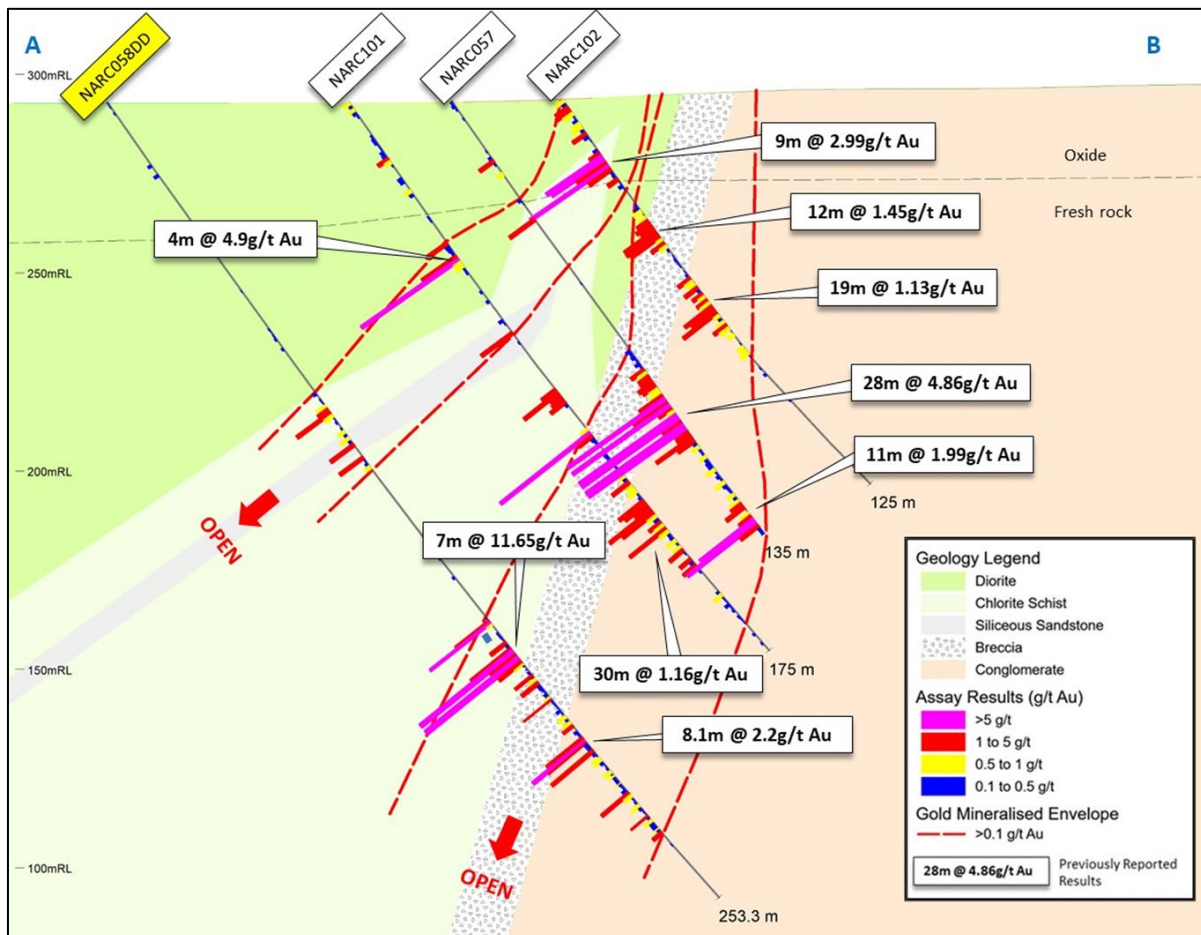 A
B
NARC058DD
NARC101
NARC057
NARC102
300mRL
9m @ 2.99g/t Au
Oxide
Fresh rock
12m @ 1.45g/t Au
4m @ 4.9g/t Au
250mRL
19m @ 1.13g/t Au
28m @ 4.86g/t Au
11m @ 1.99g/t Au
200mRL
125 m
OPEN
7m @ 11.65g/t Au
135 m
150mRL
30m @ 1.16g/t Au
175 m
8.1m @ 2.2g/t Au
100mRL
OPEN
253.3 m
Geology Legend
Diorite
Chlorite Schist
Siliceous Sandstone
Breccia
Conglomerate
Assay Results (g/t Au)
>5 g/t
1 to 5 g/t
0.5 to 1 g/t
0.1 to 0.5 g/t
Gold Mineralised Envelope
>0.1 g/t Au
28m @ 4.86g/t Au
Previously Reported
Results